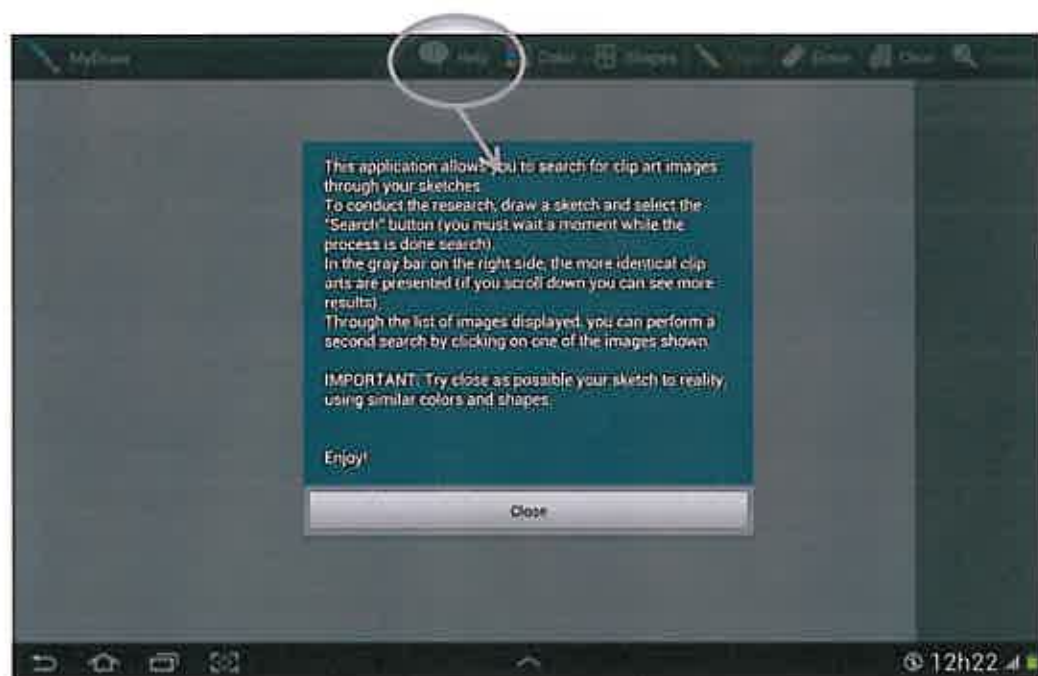 MyDraw
Help Color Shapes Erase Clear
This application allows you to search for clip art images
through your sketches.
To conduct the research, draw a sketch and select the
"Search" button (you must wait a moment while the
process is done search).
In the gray bar on the right side, the more identical clip
arts are presented (if you scroll down you can see more
results).
Through the list of images displayed, you can perform a
second search by clicking on one of the images shown.
IMPORTANT: Try close as possible your sketch to reality
using similar colors and shapes.
Enjoy!
Close
12h22